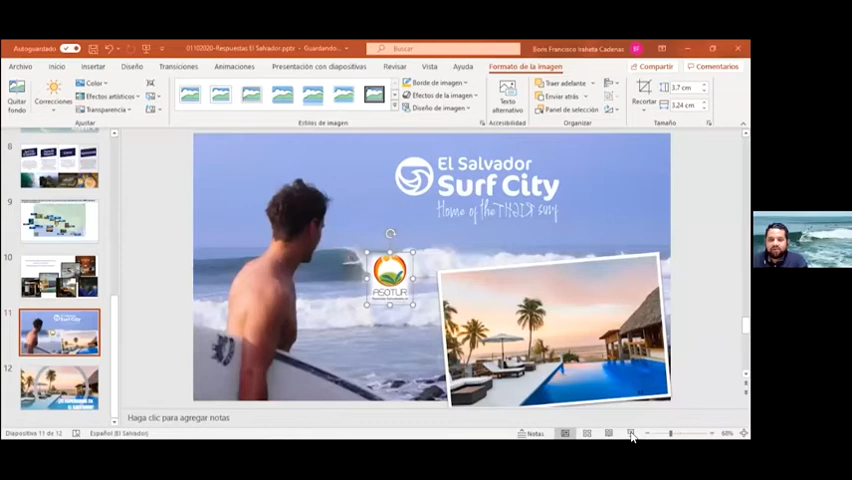 Autoguardado
01102020-Respuestas El Salvador.pptx - Guardando...
Buscar
Boris Francisco Iraheta Cadenas
BF
Archivo Inicio Insertar Diseño Transiciones Animaciones Presentación con diapositivas Revisar Vista Ayuda Formato de la imagen Compartir Comentarios
Quitar fondo
Correcciones
Color
Efectos artísticos
Transparencia
Ajustar
Estilos de imagen
Borde de imagen
Efectos de la imagen
Diseño de imagen
Texto alternativo
Accesibilidad
Traer adelante
Enviar atrás
Panel de selección
Organizar
Recortar
3.7 cm
3.24 cm
Tamaño
8
9
10
11
12
El Salvador
Surf City
Home of the
ASOTUR
Haga clic para agregar notas
Diapositiva 11 de 12 Español (El Salvador) Notas 68%